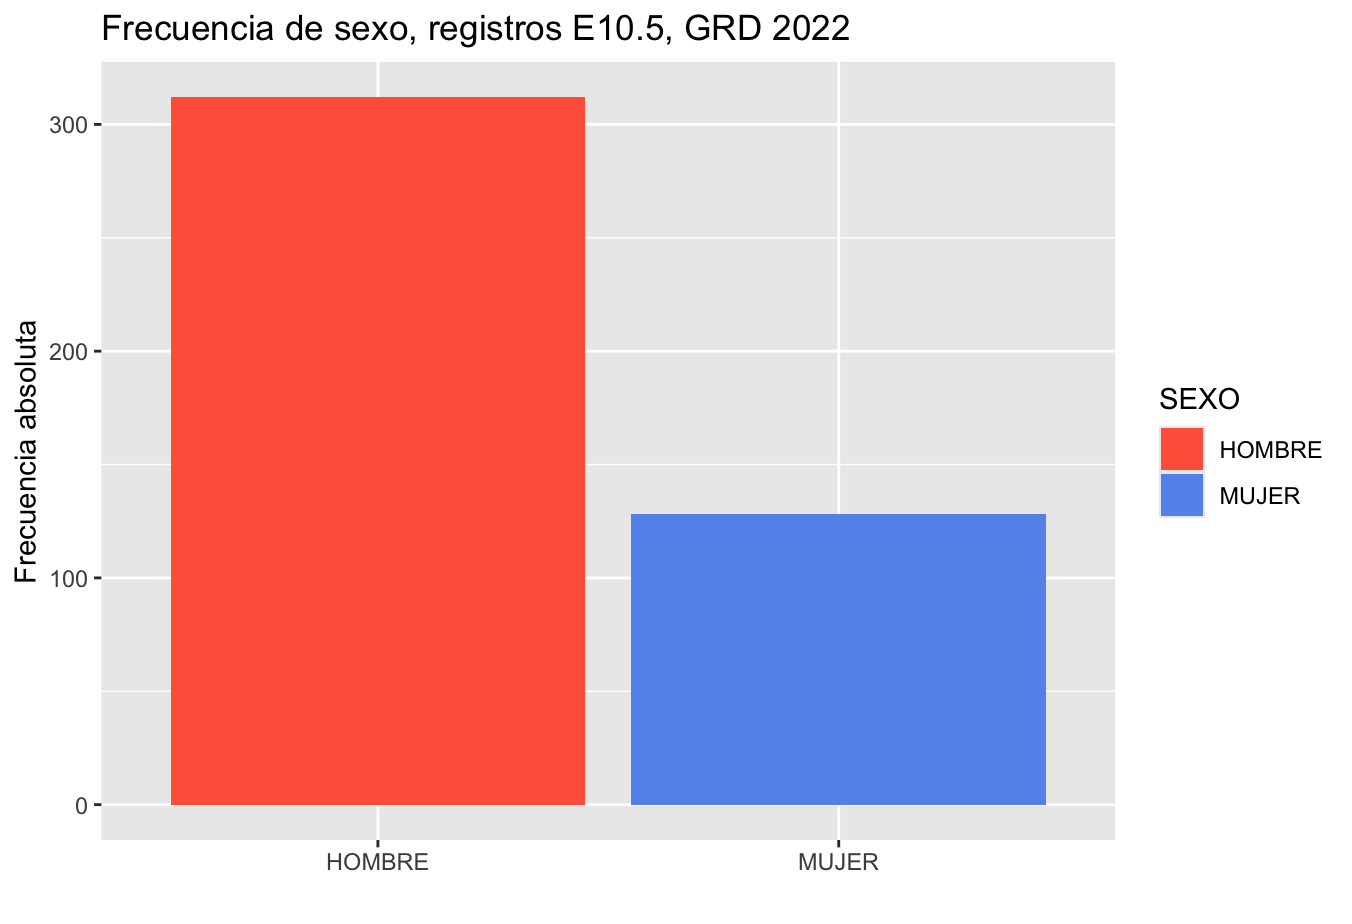 Frecuencia de sexo, registros E10.5, GRD 2022
Frecuencia absoluta
300
200
100
0
HOMBRE
MUJER
SEXO
HOMBRE
MUJER